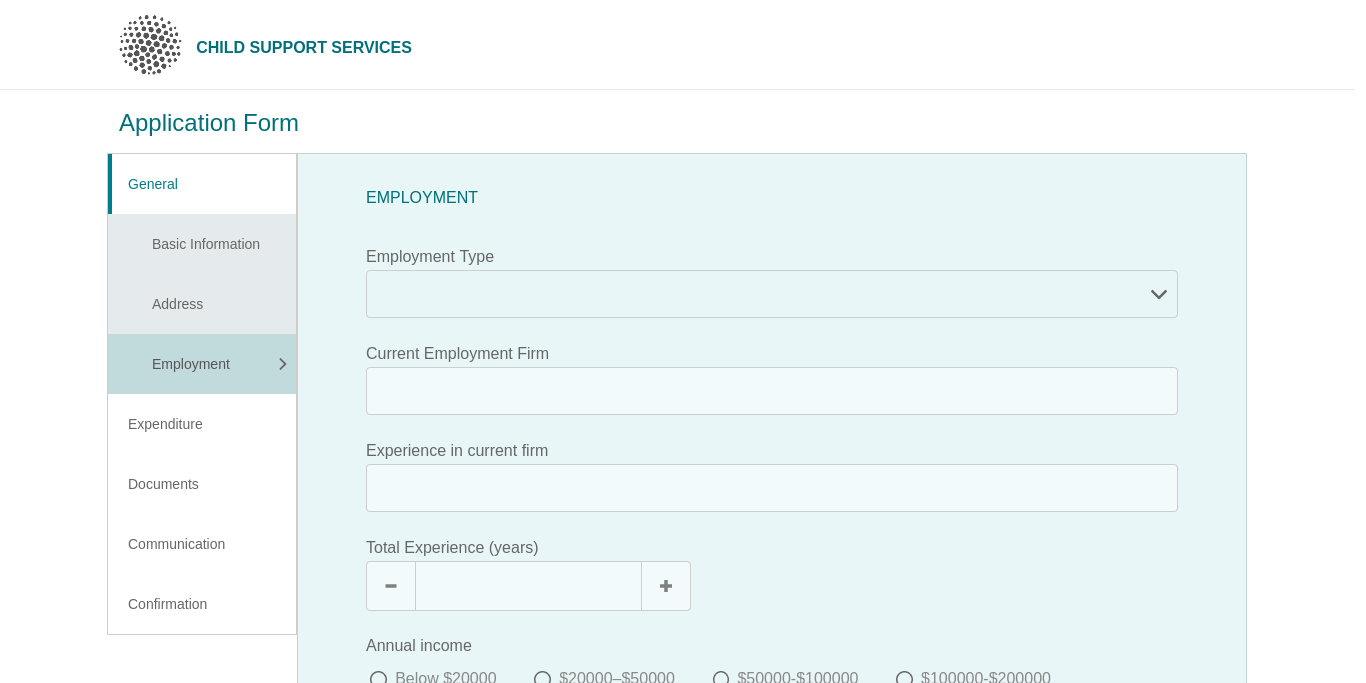 CHILD SUPPORT SERVICES
Application Form
General
Basic Information
Address
Employment
Expenditure
Documents
Communication
Confirmation
EMPLOYMENT
Employment Type
Current Employment Firm
Experience in current firm
Total Experience (years)
Annual income
Below $20000 $20000–$50000 $50000-$100000 $100000-$200000